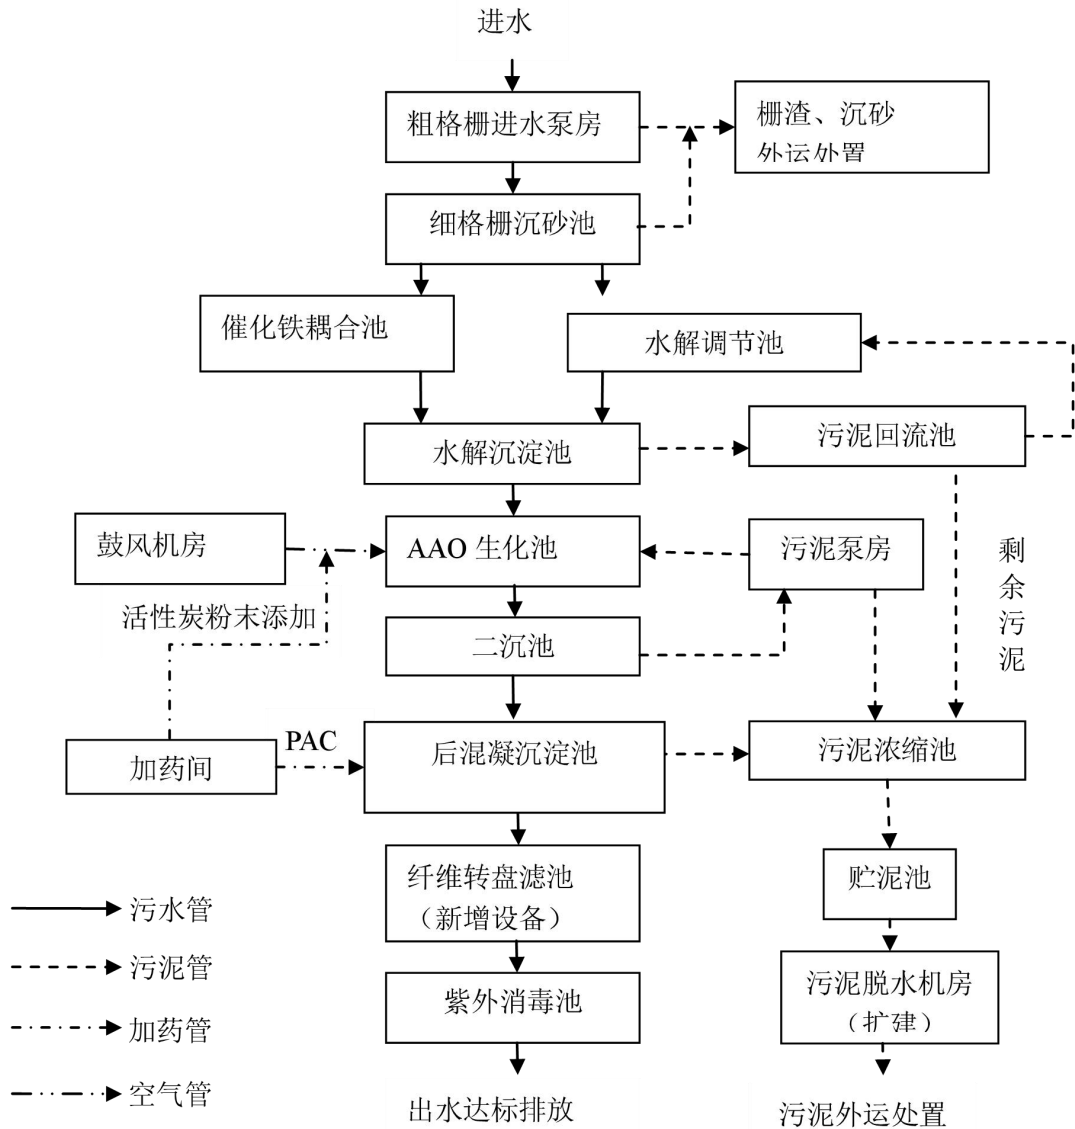 进水
粗格栅进水泵房
栅渣、沉砂
外运处置
细格栅沉砂池
催化铁耦合池
水解调节池
水解沉淀池
污泥回流池
鼓风机房
AAO 生化池
污泥泵房
剩
余
污
泥
活性炭粉末添加
二沉池
PAC
加药间
后混凝沉淀池
污泥浓缩池
纤维转盘滤池
（新增设备）
贮泥池
污水管
污泥管
加药管
空气管
紫外消毒池
污泥脱水机房
（扩建）
出水达标排放
污泥外运处置